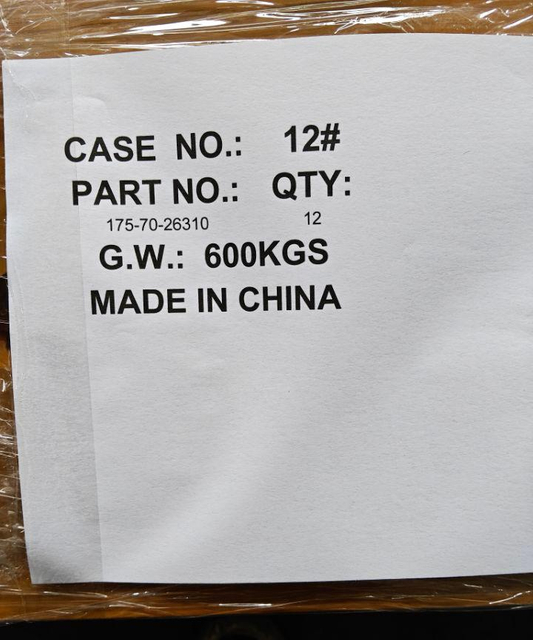 CASE NO.: 12#
PART NO.: QTY:
175-70-26310 12
G.W.: 600KGS
MADE IN CHINA